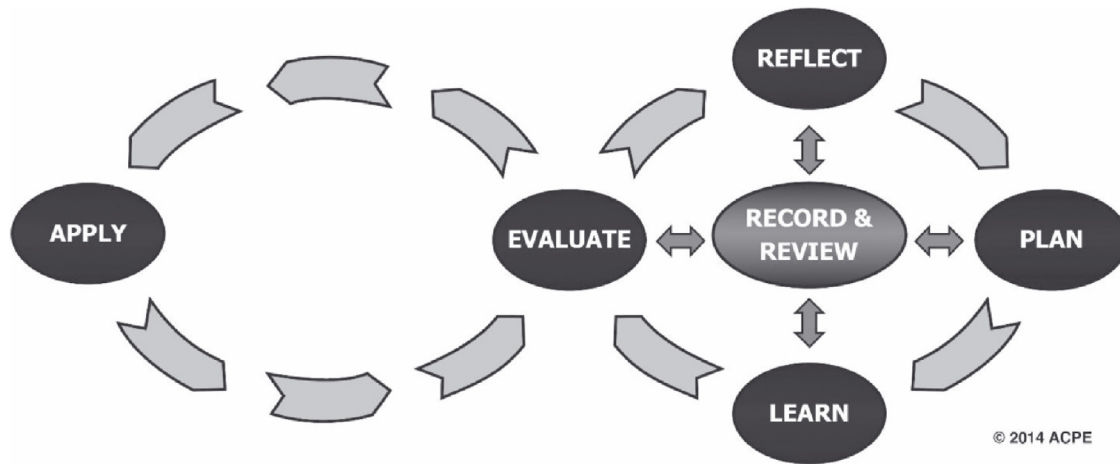 REFLECT
APPLY
EVALUATE
RECORD &
REVIEW
PLAN
LEARN
© 2014 ACPE